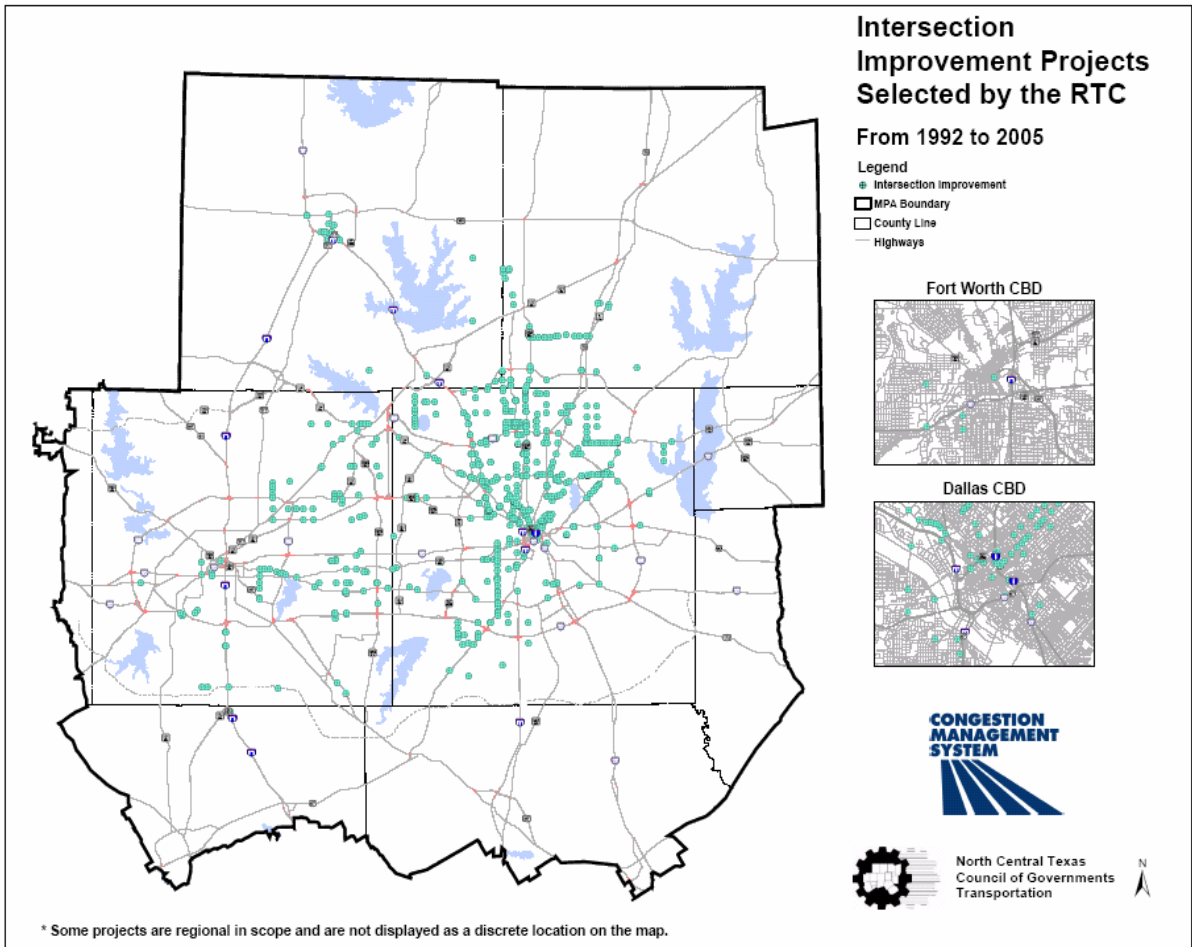 Intersection
Improvement Projects
Selected by the RTC
From 1992 to 2005
Legend
Intersection Improvement
MPA Boundary
County Line
Highways
Fort Worth CBD
Dallas CBD
CONGESTION
MANAGEMENT
SYSTEM
North Central Texas
Council of Governments
Transportation
N
* Some projects are regional in scope and are not displayed as a discrete location on the map.